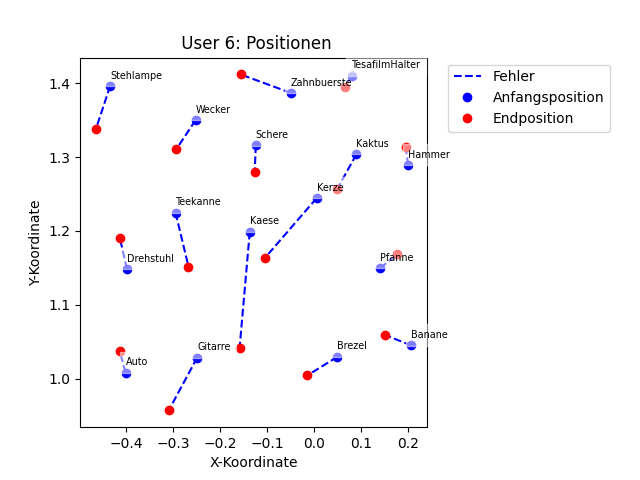 User 6: Positionen
Fehler
Anfangsposition
Endposition
TesafilmHalter
Stehlampe
Zahnbuerste
Wecker
Schere
Kaktus
Hammer
Kerze
Teekanne
Kaese
Drehstuhl
Pfanne
Banane
Gitarre
Brezel
Auto
Y-Koordinate
1.4
1.3
1.2
1.1
1.0
−0.4 −0.3 −0.2 −0.1 0.0 0.1 0.2
X-Koordinate